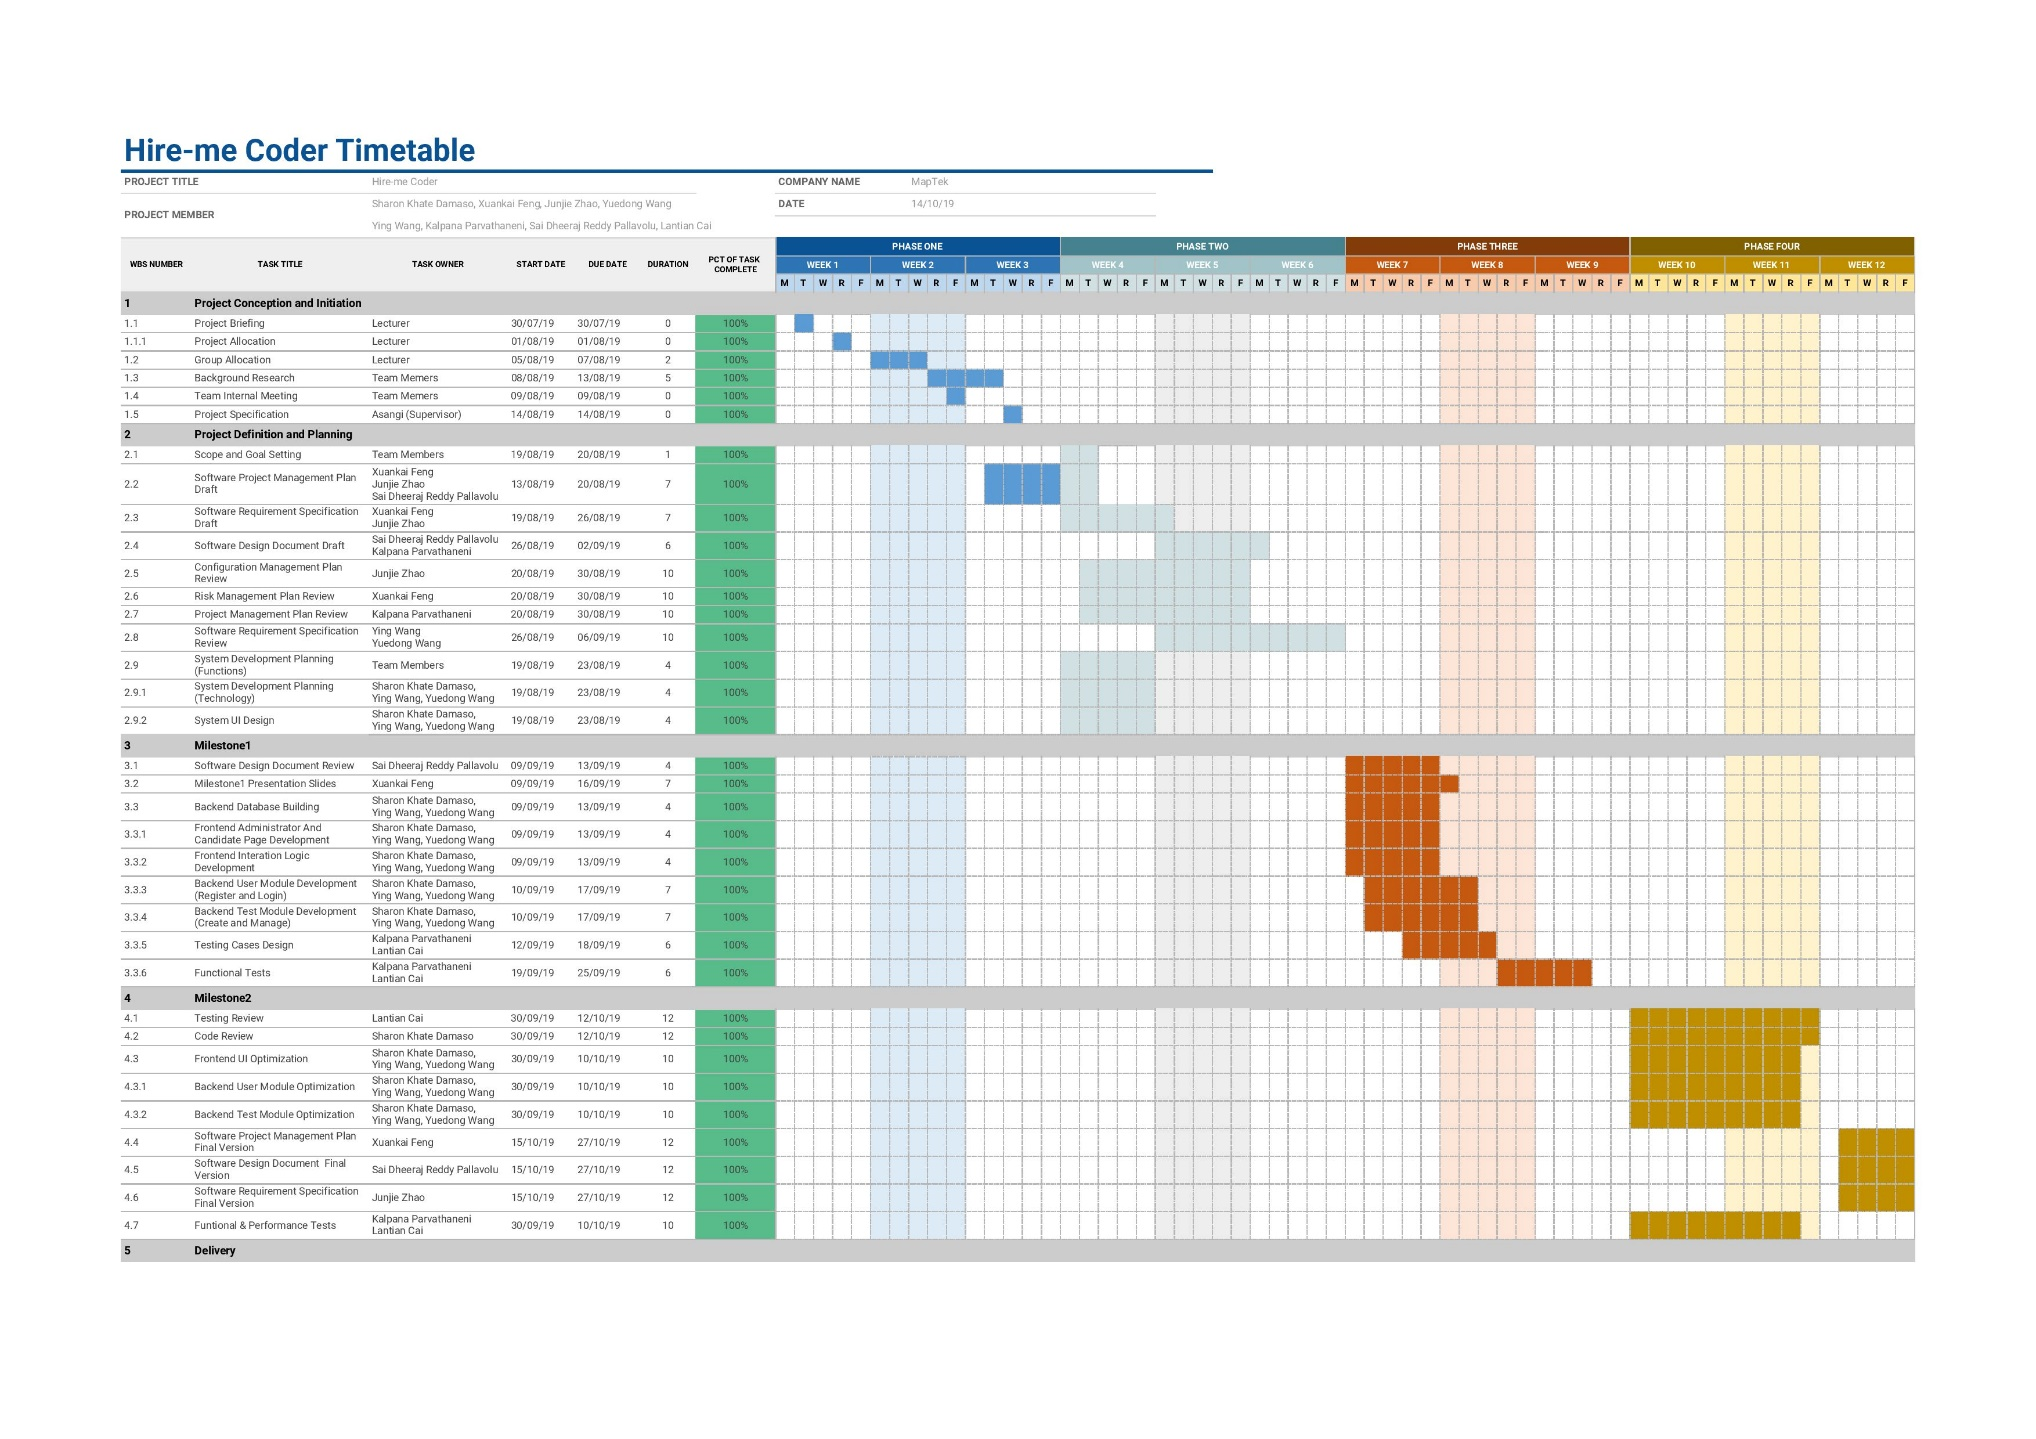 Hire-me Coder Timetable
PROJECT TITLE Hire-me Coder COMPANY NAME MapTek
PROJECT MEMBER Sharon Khate Damaso, Xuankai Feng, Junjie Zhao, Yuedong Wang DATE 14/10/19
Ying Wang, Kalpana Parvathaneni, Sai Dheeraj Reddy Pallavolu, Lantian Cai
PHASE ONE PHASE TWO PHASE THREE PHASE FOUR
WBS NUMBER TASK TITLE TASK OWNER START DATE DUE DATE DURATION PCT OF TASK COMPLETE
WEEK 1 WEEK 2 WEEK 3 WEEK 4 WEEK 5 WEEK 6 WEEK 7 WEEK 8 WEEK 9 WEEK 10 WEEK 11 WEEK 12
M T W R F M T W R F M T W R F M T W R F M T W R F M T W R F M T W R F M T W R F M T W R F M T W R F M T W R F M T W R F
1 Project Conception and Initiation
1.1 Project Briefing Lecturer 30/07/19 30/07/19 0 100%
1.1.1 Project Allocation Lecturer 01/08/19 01/08/19 0 100%
1.2 Group Allocation Lecturer 05/08/19 07/08/19 2 100%
1.3 Background Research Team Memers 08/08/19 13/08/19 5 100%
1.4 Team Internal Meeting Team Memers 09/08/19 09/08/19 0 100%
1.5 Project Specification Asangi (Supervisor) 14/08/19 14/08/19 0 100%
2 Project Definition and Planning
2.1 Scope and Goal Setting Team Members 19/08/19 20/08/19 1 100%
2.2 Software Project Management Plan Draft Xuankai Feng Junjie Zhao Sai Dheeraj Reddy Pallavolu 13/08/19 20/08/19 7 100%
2.3 Software Requirement Specification Draft Xuankai Feng Junjie Zhao 19/08/19 26/08/19 7 100%
2.4 Software Design Document Draft Sai Dheeraj Reddy Pallavolu Kalpana Parvathaneni 26/08/19 02/09/19 6 100%
2.5 Configuration Management Plan Review Junjie Zhao 20/08/19 30/08/19 10 100%
2.6 Risk Management Plan Review Xuankai Feng 20/08/19 30/08/19 10 100%
2.7 Project Management Plan Review Kalpana Parvathaneni 20/08/19 30/08/19 10 100%
2.8 Software Requirement Specification Review Ying Wang Yuedong Wang 26/08/19 06/09/19 10 100%
2.9 System Development Planning (Functions) Team Members 19/08/19 23/08/19 4 100%
2.9.1 System Development Planning (Technology) Sharon Khate Damaso, Ying Wang, Yuedong Wang 19/08/19 23/08/19 4 100%
2.9.2 System UI Design Sharon Khate Damaso, Ying Wang, Yuedong Wang 19/08/19 23/08/19 4 100%
3 Milestone1
3.1 Software Design Document Review Sai Dheeraj Reddy Pallavolu 09/09/19 13/09/19 4 100%
3.2 Milestone1 Presentation Slides Xuankai Feng 09/09/19 16/09/19 7 100%
3.3 Backend Database Building Sharon Khate Damaso, Ying Wang, Yuedong Wang 09/09/19 13/09/19 4 100%
3.3.1 Frontend Administrator And Candidate Page Development Sharon Khate Damaso, Ying Wang, Yuedong Wang 09/09/19 13/09/19 4 100%
3.3.2 Frontend Interation Logic Development Sharon Khate Damaso, Ying Wang, Yuedong Wang 09/09/19 13/09/19 4 100%
3.3.3 Backend User Module Development (Register and Login) Sharon Khate Damaso, Ying Wang, Yuedong Wang 10/09/19 17/09/19 7 100%
3.3.4 Backend Test Module Development (Create and Manage) Sharon Khate Damaso, Ying Wang, Yuedong Wang 10/09/19 17/09/19 7 100%
3.3.5 Testing Cases Design Kalpana Parvathaneni Lantian Cai 12/09/19 18/09/19 6 100%
3.3.6 Functional Tests Kalpana Parvathaneni Lantian Cai 19/09/19 25/09/19 6 100%
4 Milestone2
4.1 Testing Review Lantian Cai 30/09/19 12/10/19 12 100%
4.2 Code Review Sharon Khate Damaso 30/09/19 12/10/19 12 100%
4.3 Frontend UI Optimization Sharon Khate Damaso, Ying Wang, Yuedong Wang 30/09/19 10/10/19 10 100%
4.3.1 Backend User Module Optimization Sharon Khate Damaso, Ying Wang, Yuedong Wang 30/09/19 10/10/19 10 100%
4.3.2 Backend Test Module Optimization Sharon Khate Damaso, Ying Wang, Yuedong Wang 30/09/19 10/10/19 10 100%
4.4 Software Project Management Plan Final Version Xuankai Feng 15/10/19 27/10/19 12 100%
4.5 Software Design Document Final Version Sai Dheeraj Reddy Pallavolu 15/10/19 27/10/19 12 100%
4.6 Software Requirement Specification Final Version Junjie Zhao 15/10/19 27/10/19 12 100%
4.7 Funtional & Performance Tests Kalpana Parvathaneni Lantian Cai 30/09/19 10/10/19 10 100%
5 Delivery